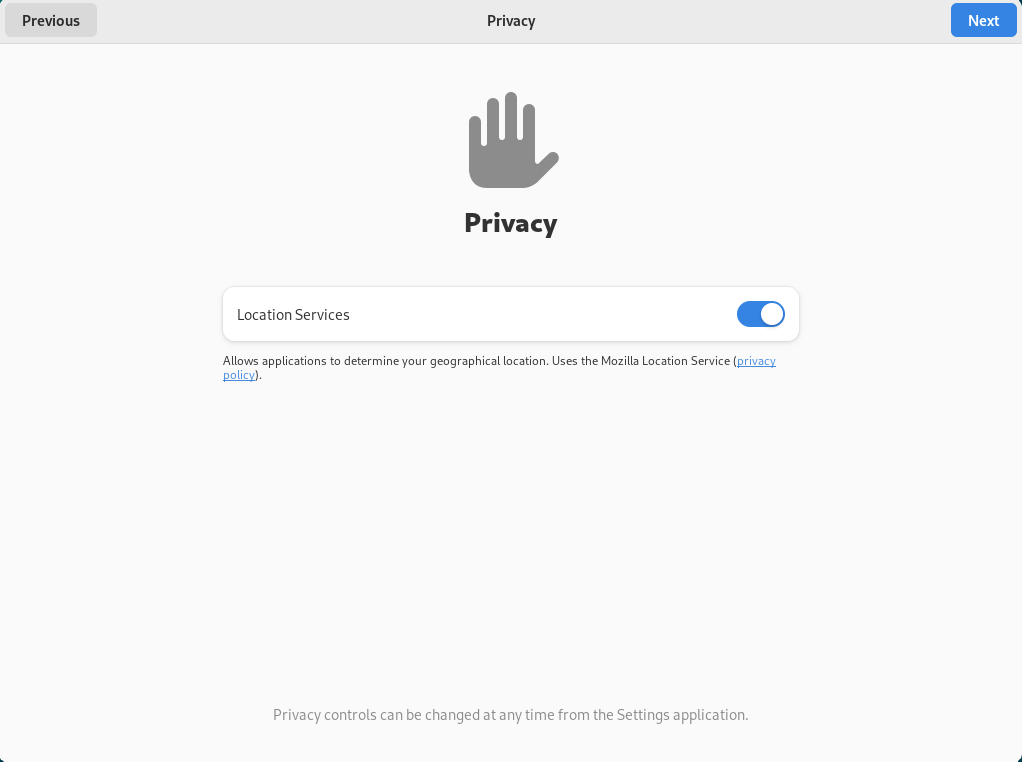 Previous
Privacy
Next
Privacy
Location Services
Allows applications to determine your geographical location. Uses the Mozilla Location Service (privacy
policy).
Privacy controls can be changed at any time from the Settings application.